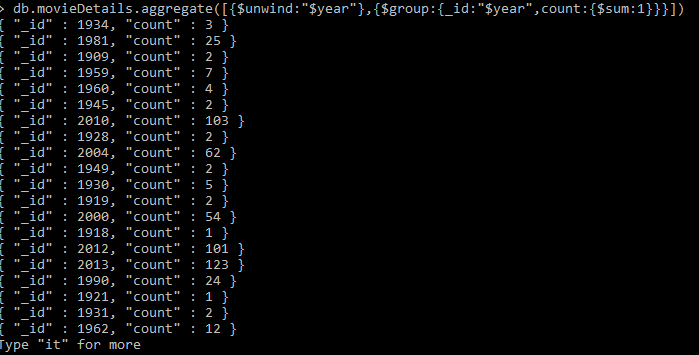 > db.movieDetails.aggregate([{$unwind:"$year"},{$group:{_id:"$year",count:{$sum:1}}}])
{ "_id" : 1934, "count" : 3 }
{ "_id" : 1981, "count" : 25 }
{ "_id" : 1909, "count" : 2 }
{ "_id" : 1959, "count" : 7 }
{ "_id" : 1960, "count" : 4 }
{ "_id" : 1945, "count" : 2 }
{ "_id" : 2010, "count" : 103 }
{ "_id" : 1928, "count" : 2 }
{ "_id" : 2004, "count" : 62 }
{ "_id" : 1949, "count" : 2 }
{ "_id" : 1930, "count" : 5 }
{ "_id" : 1919, "count" : 2 }
{ "_id" : 2000, "count" : 54 }
{ "_id" : 1918, "count" : 1 }
{ "_id" : 2012, "count" : 101 }
{ "_id" : 2013, "count" : 123 }
{ "_id" : 1990, "count" : 24 }
{ "_id" : 1921, "count" : 1 }
{ "_id" : 1931, "count" : 2 }
{ "_id" : 1962, "count" : 12 }
Type "it" for more